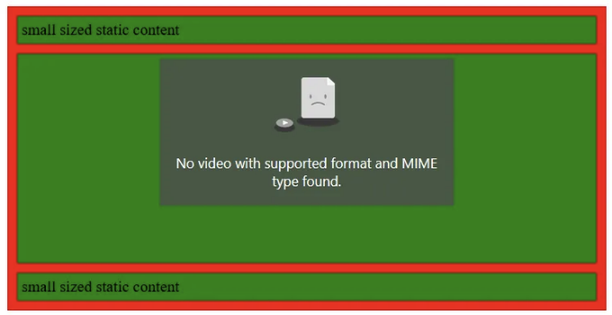 small sized static content
No video with supported format and MIME
type found.
small sized static content